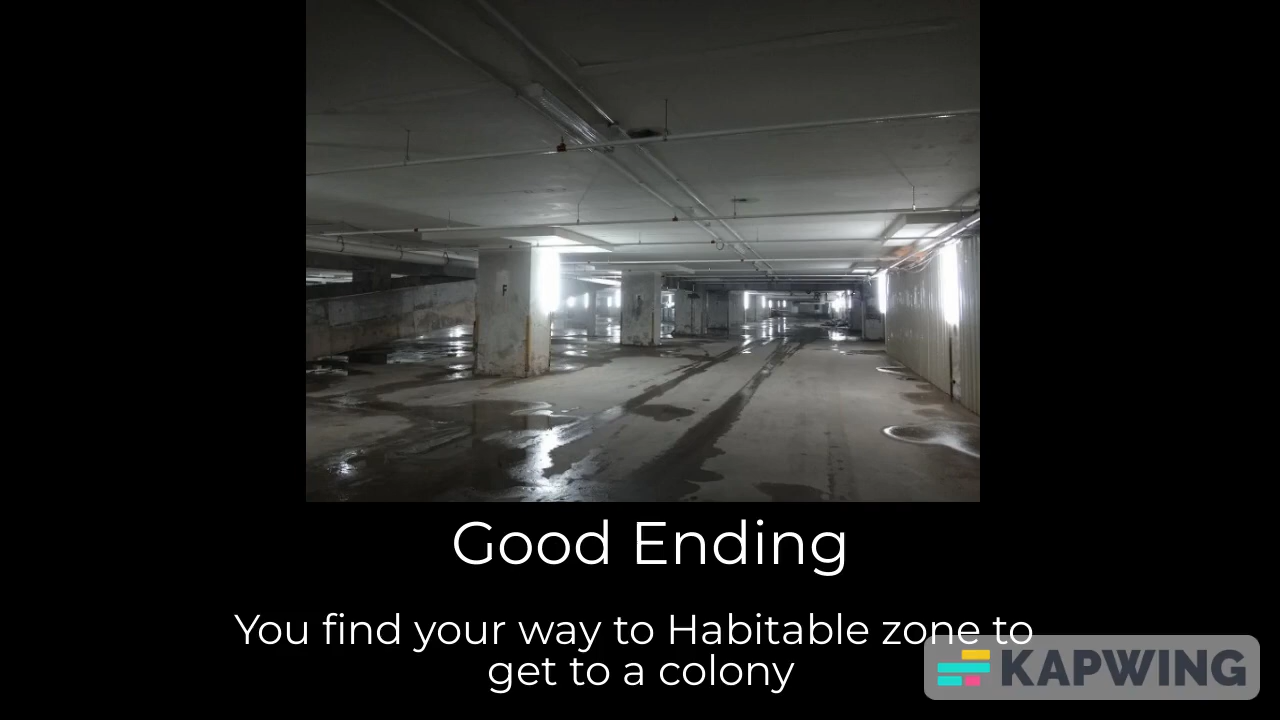 F
Good Ending
You find your way to Habitable zone to
get to a colony
KAPWING